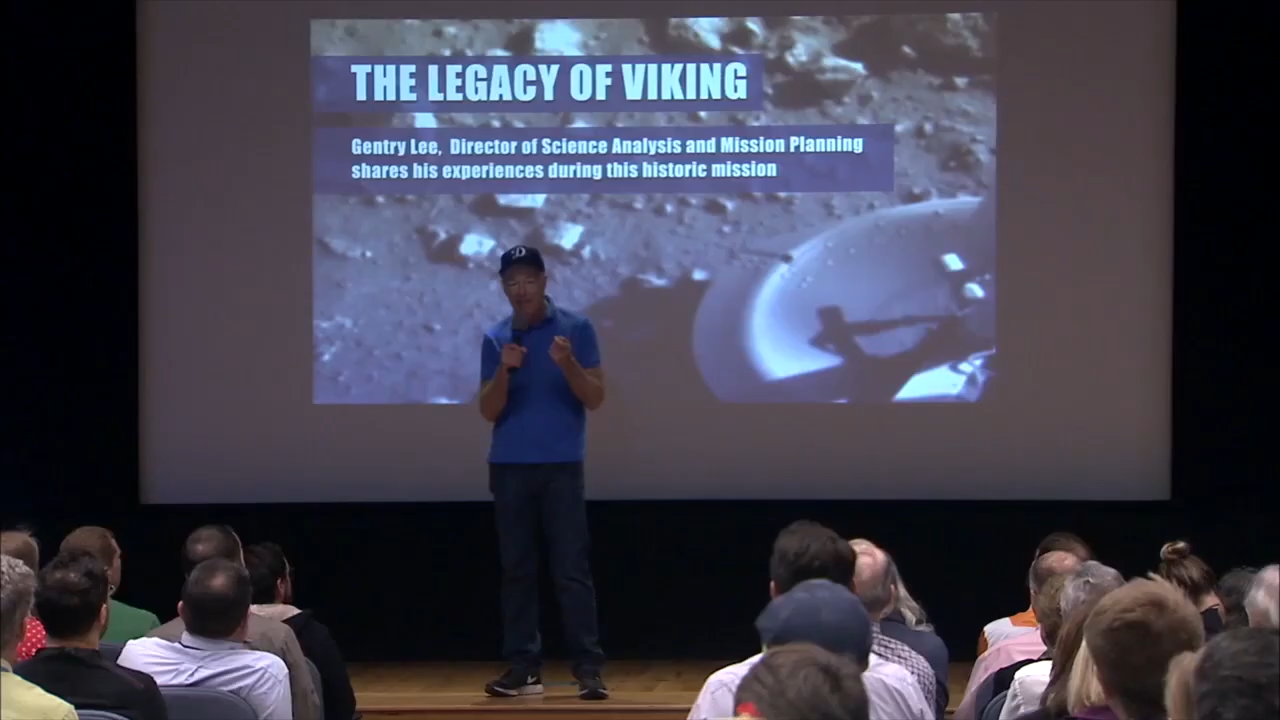 THE LEGACY OF VIKING
Gentry Lee, Director of Science Analysis and Mission Planning
shares his experiences during this historic mission
D